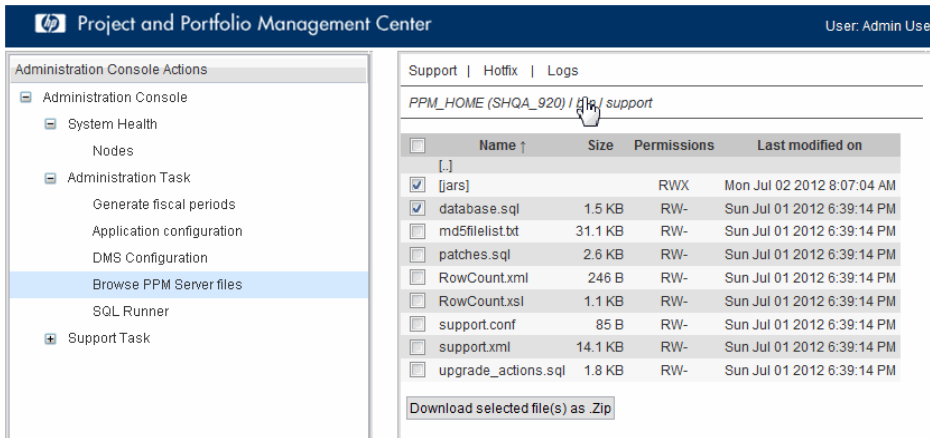 hp Project and Portfolio Management Center
User: Admin Use
Administration Console Actions
Administration Console
System Health
Nodes
Administration Task
Generate fiscal periods
Application configuration
DMS Configuration
Browse PPM Server files
SQL Runner
Support Task
Support | Hotfix | Logs
PPM_HOME (SHQA_920) / / support
Name ↑ Size Permissions Last modified on
[..]
[jars] RWX Mon Jul 02 2012 8:07:04 AM
database.sql 1.5 KB RW- Sun Jul 01 2012 6:39:14 PM
md5filelist.txt 31.1 KB RW- Sun Jul 01 2012 6:39:14 PM
patches.sql 2.6 KB RW- Sun Jul 01 2012 6:39:14 PM
RowCount.xml 246 B RW- Sun Jul 01 2012 6:39:14 PM
RowCount.xsl 1.1 KB RW- Sun Jul 01 2012 6:39:14 PM
support.conf 85 B RW- Sun Jul 01 2012 6:39:14 PM
support.xml 14.1 KB RW- Sun Jul 01 2012 6:39:14 PM
upgrade_actions.sql 1.8 KB RW- Sun Jul 01 2012 6:39:14 PM
Download selected file(s) as .Zip